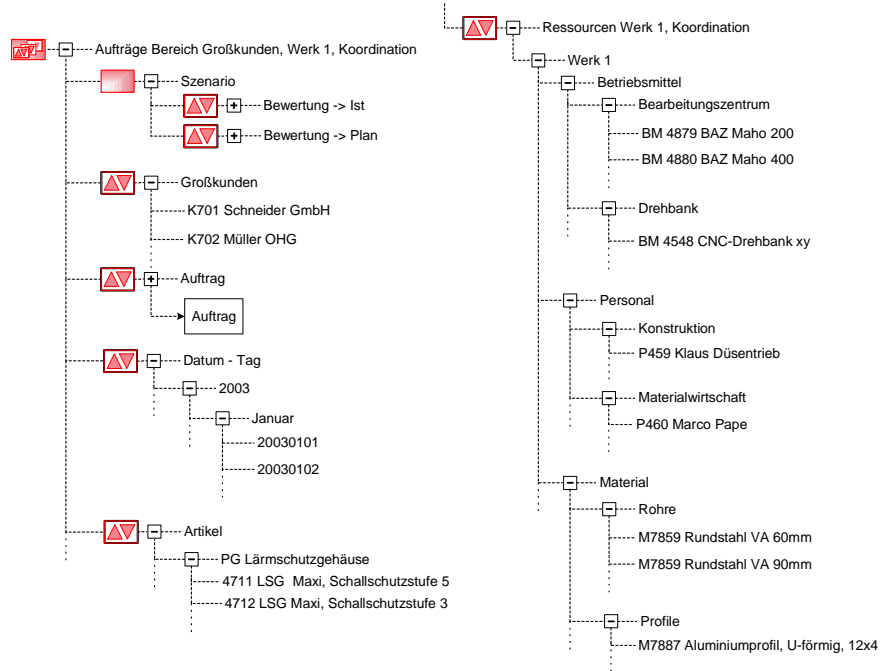 Aufträge Bereich Großkunden, Werk 1, Koordination
Szenario
Bewertung -> Ist
Bewertung -> Plan
Großkunden
K701 Schneider GmbH
K702 Müller OHG
Auftrag
Auftrag
Datum - Tag
2003
Januar
20030101
20030102
Artikel
PG Lärmschutzgehäuse
4711 LSG  Maxi, Schallschutzstufe 5
4712 LSG Maxi, Schallschutzstufe 3
Ressourcen Werk 1, Koordination
Werk 1
Betriebsmittel
Bearbeitungszentrum
BM 4879 BAZ Maho 200
BM 4880 BAZ Maho 400
Drehbank
BM 4548 CNC-Drehbank xy
Personal
Konstruktion
P459 Klaus Düsentrieb
Materialwirtschaft
P460 Marco Pape
Material
Rohre
M7859 Rundstahl VA 60mm
M7859 Rundstahl VA 90mm
Profile
M7887 Aluminiumprofil, U-förmig, 12x4